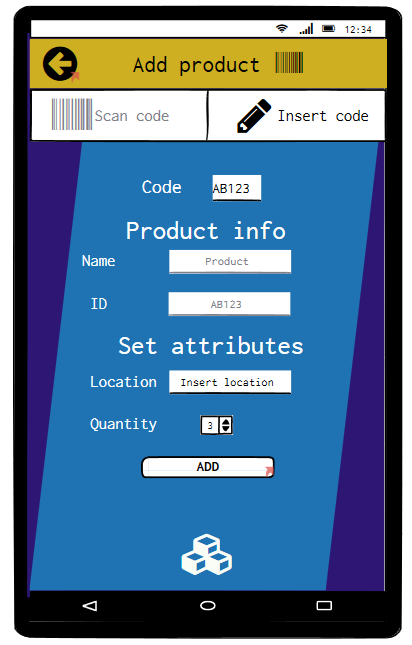 12:34
Add product
Scan code
Insert code
Code AB123
Product info
Name Product
ID AB123
Set attributes
Location Insert location
Quantity 3
ADD